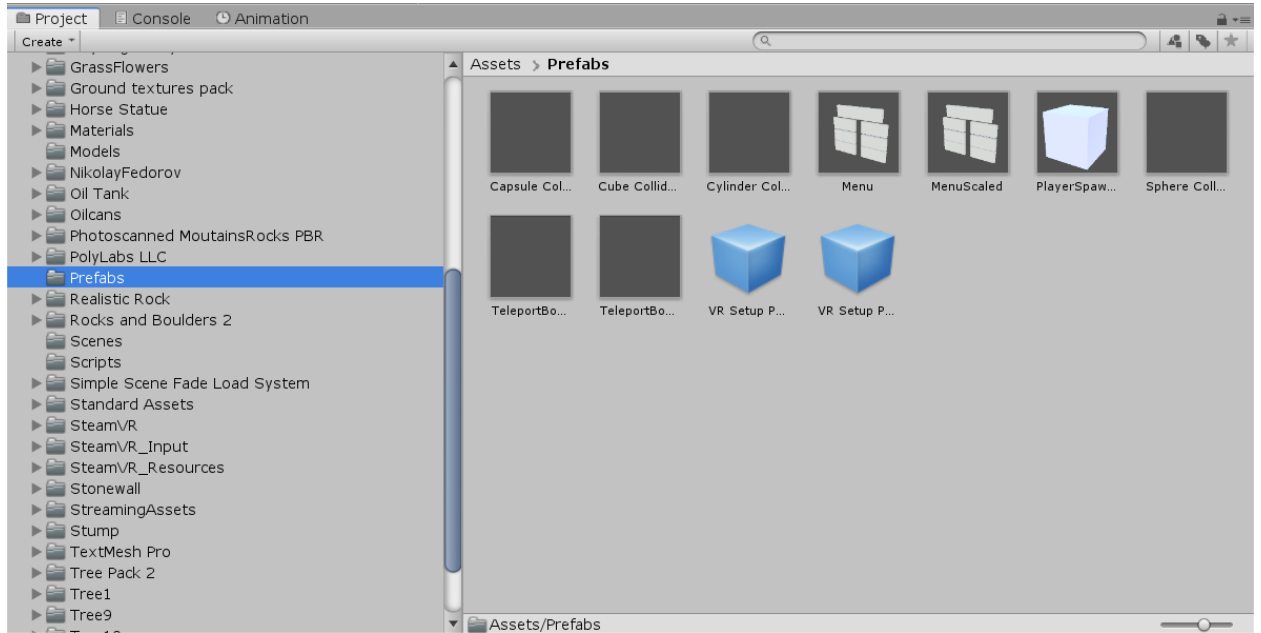 Project Console Animation
Create
GrassFlowers
Ground textures pack
Horse Statue
Materials
Models
NikolayFedorov
Oil Tank
Oilcans
Photoscanned MoutainsRocks PBR
PolyLabs LLC
Prefabs
Realistic Rock
Rocks and Boulders 2
Scenes
Scripts
Simple Scene Fade Load System
Standard Assets
SteamVR
SteamVR_Input
SteamVR_Resources
Stonewall
StreamingAssets
Stump
TextMesh Pro
Tree Pack 2
Tree1
Tree9
Assets > Prefabs
Capsule Col... Cube Collid... Cylinder Col... Menu MenuScaled PlayerSpaw... Sphere Coll...
TeleportBo... TeleportBo... VR Setup P... VR Setup P...
Assets/Prefabs